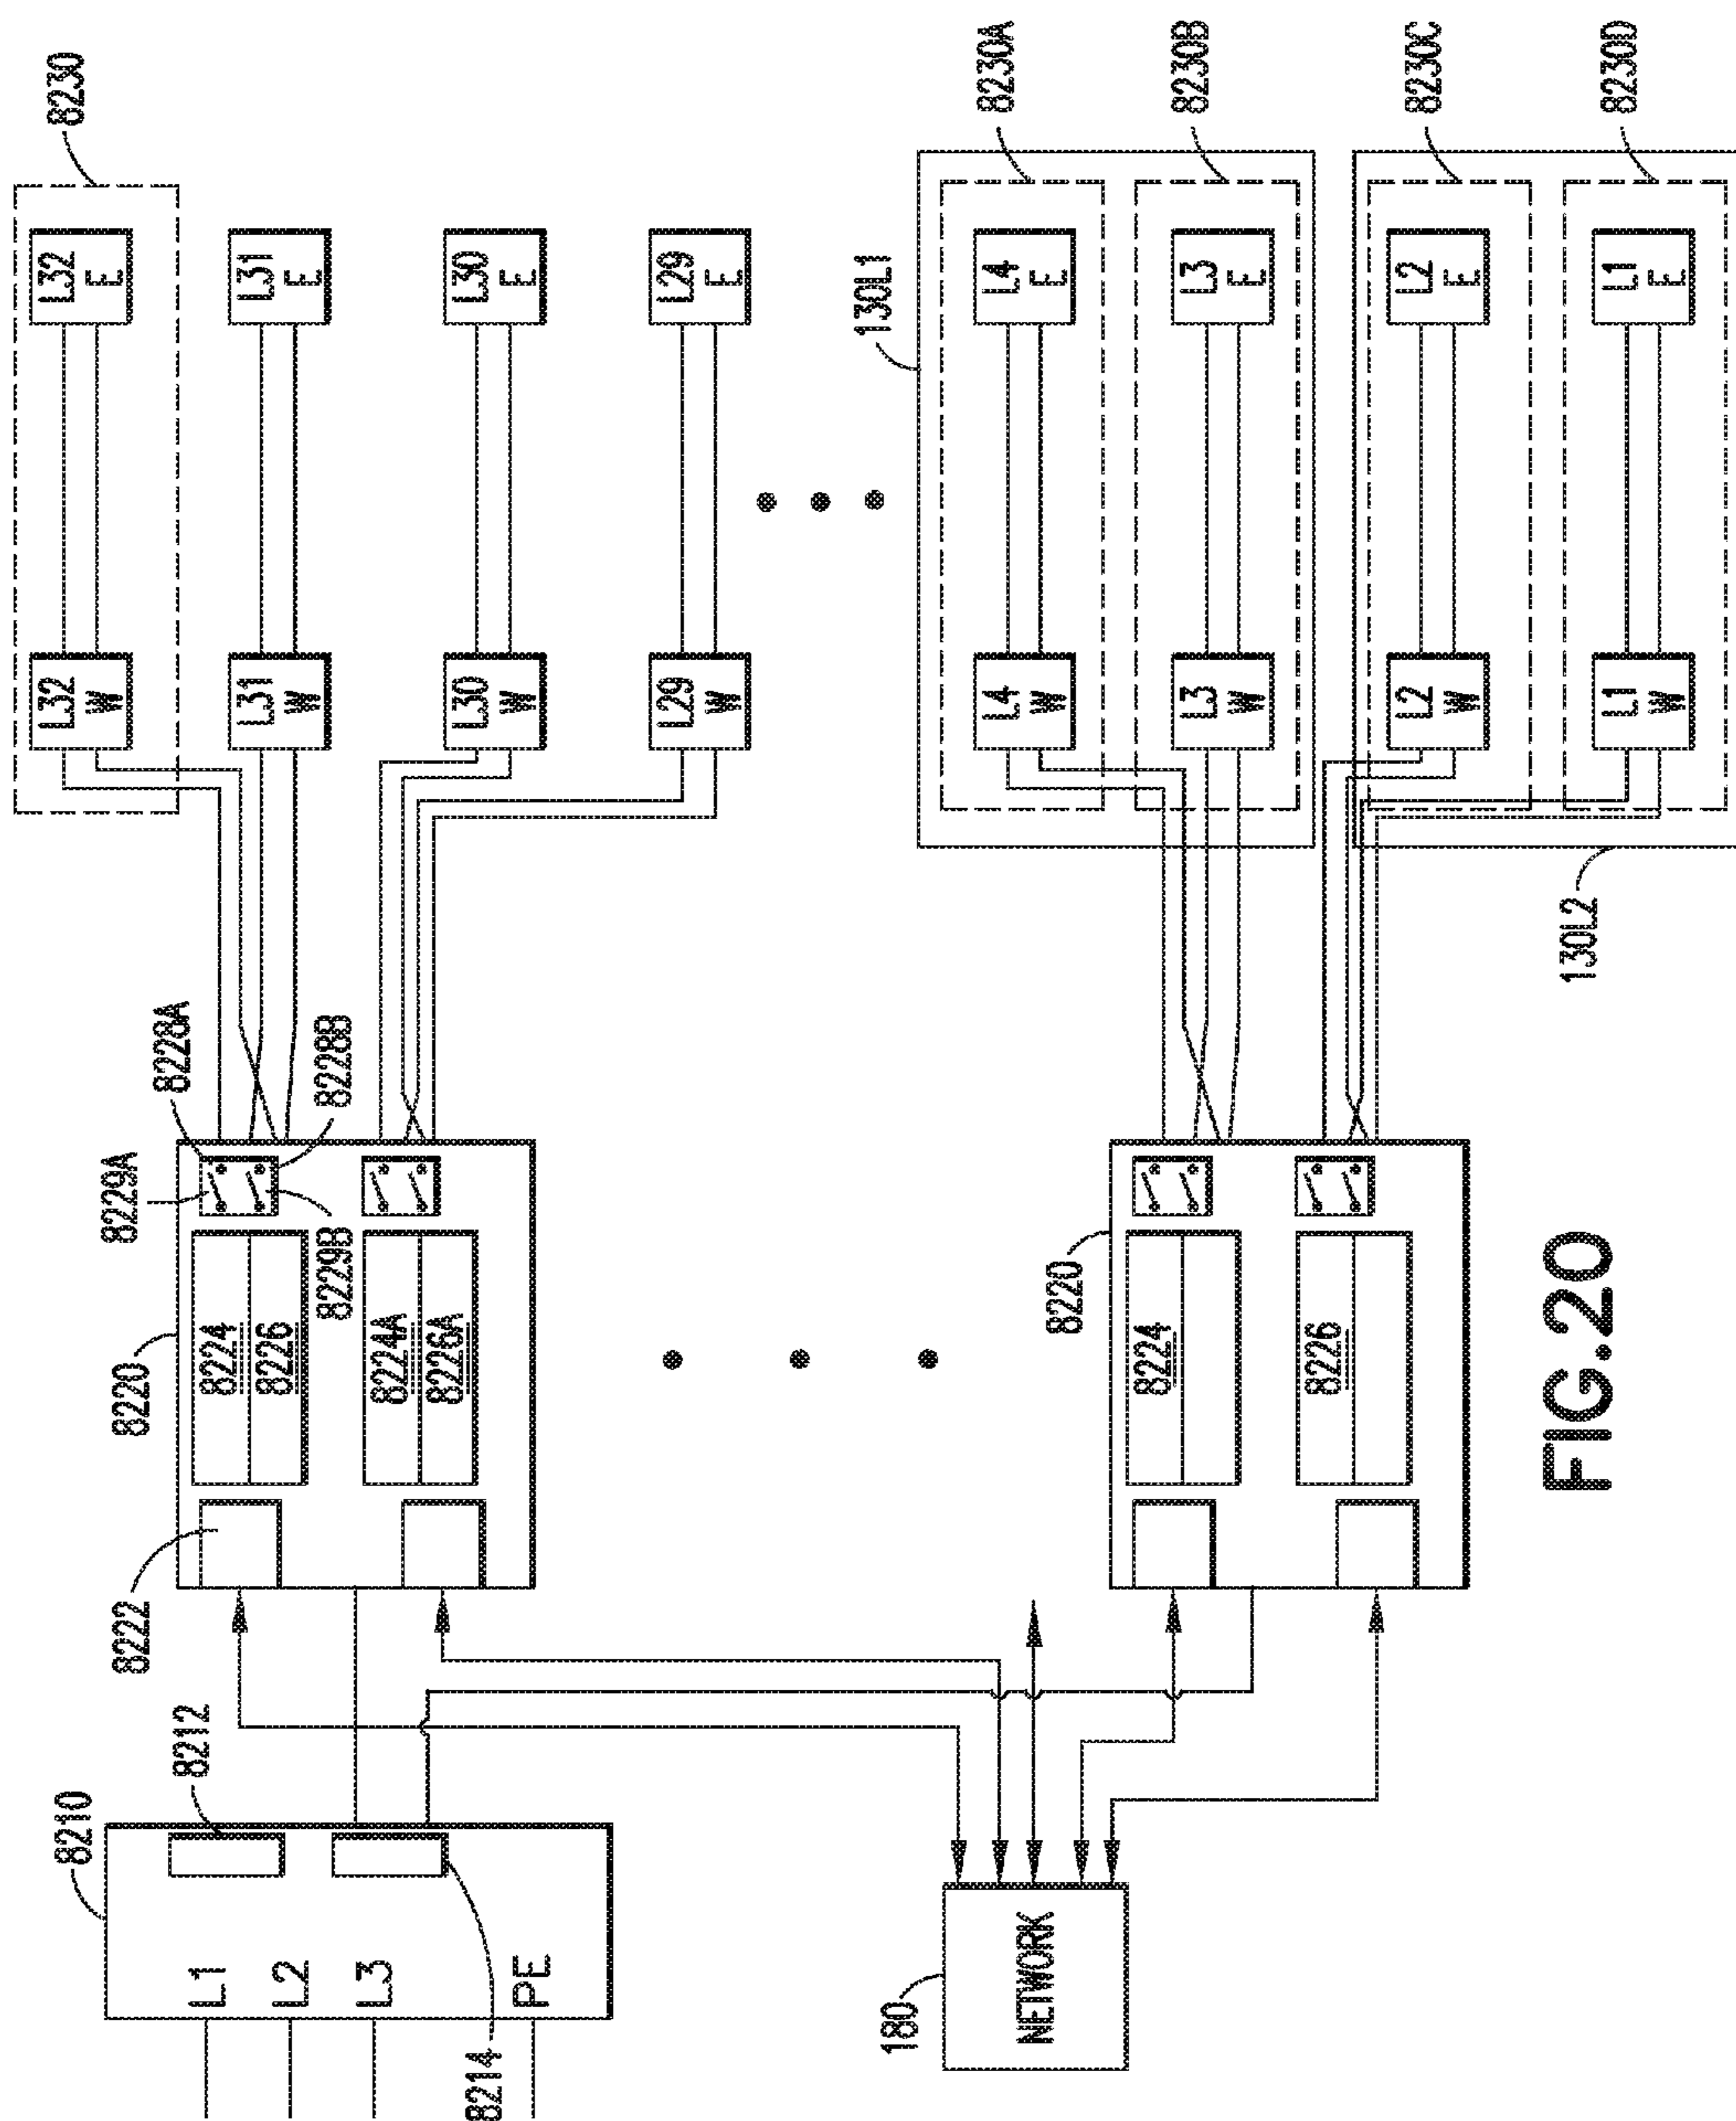 8210
8212
L1
L2
L3
PE
8214
180
NETWORK
8220
8222
8224
8226
8224A
8226A
8229A
8228A
8229B
8228B
8220
8224
8226
8230
L32
W
L32
E
L31
W
L31
E
L30
W
L30
E
L29
W
L29
E
130L1
8230A
L4
W
L4
E
8230B
L3
W
L3
E
130L2
8230C
L2
W
L2
E
8230D
L1
W
L1
E
FIG.20